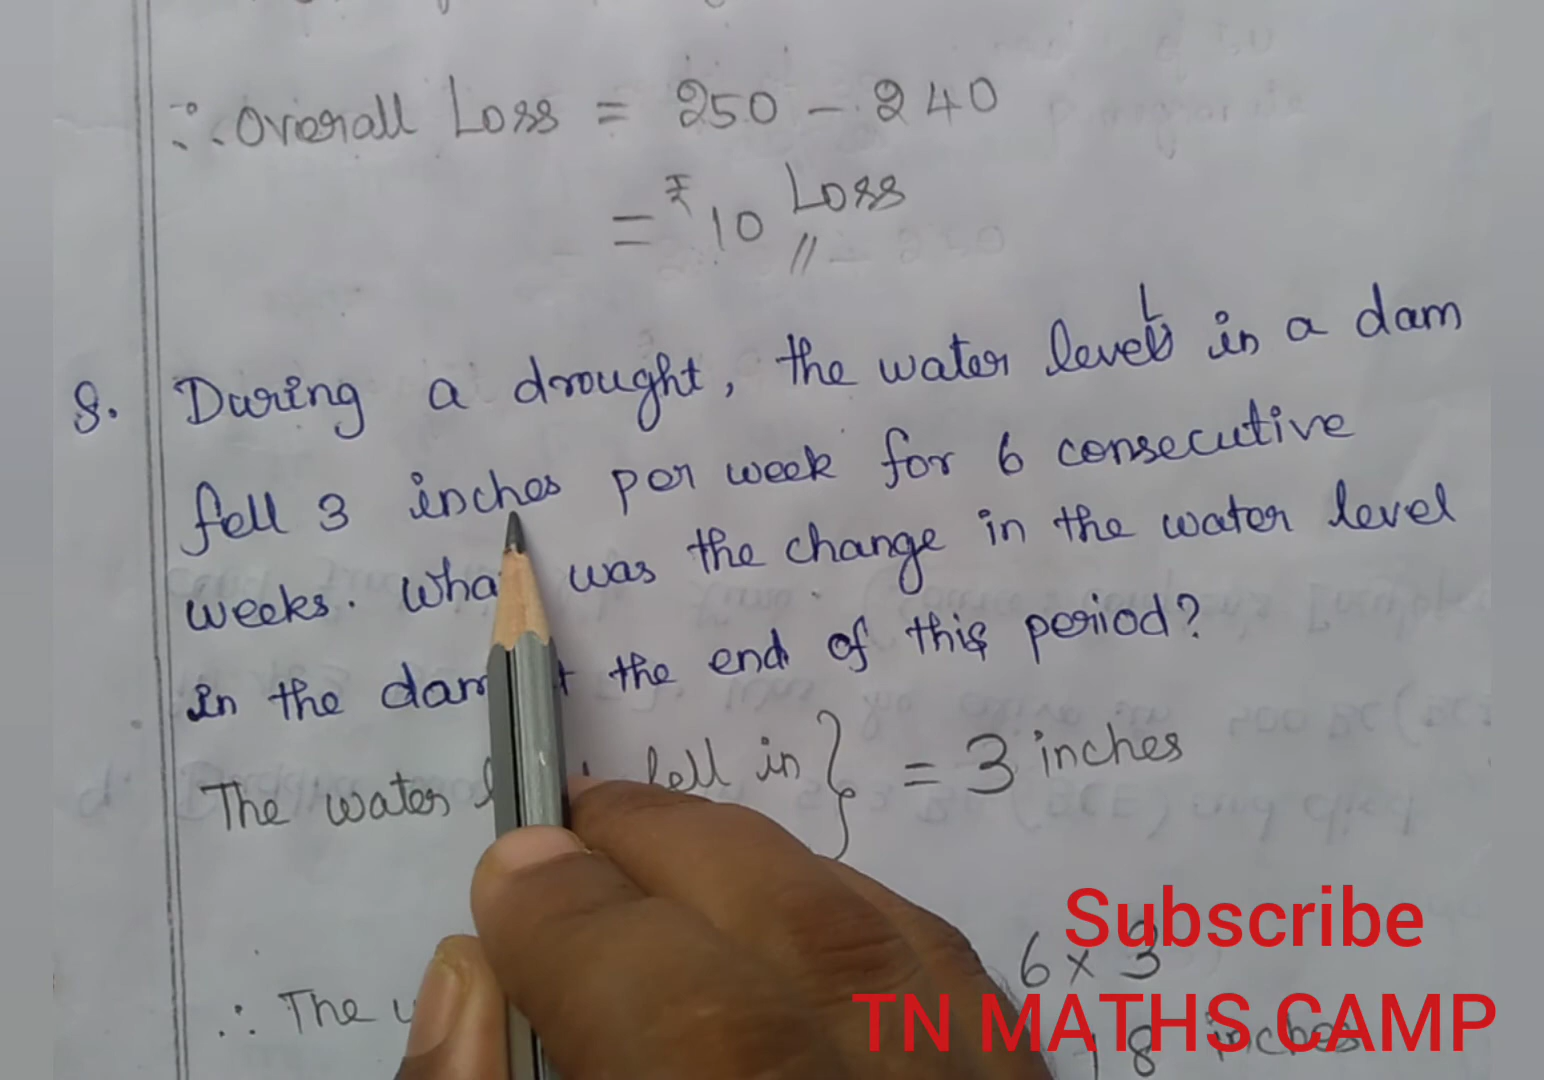 ∴ Overall Loss = 250 - 240
= ₹ 10 Loss
8. During a drought, the water level in a dam
fell 3 inches per week for 6 consecutive
weeks. What was the change in the water level
in the dam the end of this period?
The water fell in } = 3 inches
Subscribe
6 x 3
∴ The
TN MATHS CAMP
18 inches